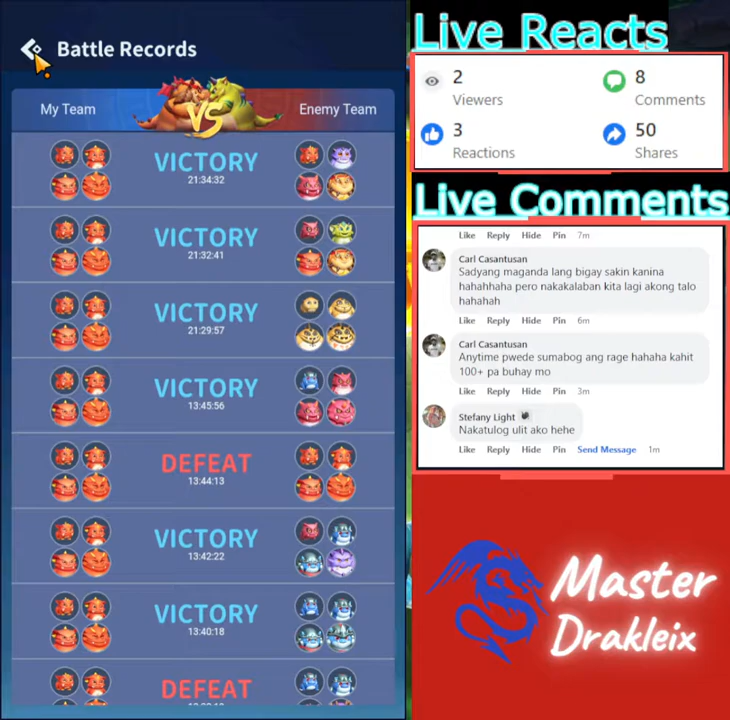 Battle Records
My Team
VS
Enemy Team
VICTORY
21:34:32
VICTORY
21:32:41
VICTORY
21:29:57
VICTORY
13:45:56
DEFEAT
13:44:13
VICTORY
13:42:22
VICTORY
13:40:18
DEFEAT
Live Reacts
2
Viewers
8
Comments
3
Reactions
50
Shares
Live Comments
Like Reply Hide Pin 7m
Carl Casantusan
Sadyang maganda lang bigay sakin kanina
hahahhaha pero nakakalaban kita lagi akong talo
hahahah
Like Reply Hide Pin 6m
Carl Casantusan
Anytime pwede sumabog ang rage hahaha kahit
100+ pa buhay mo
Like Reply Hide Pin 3m
Stefany Light
Nakatulog ulit ako hehe
Like Reply Hide Pin Send Message 1m
Master
Drakleix